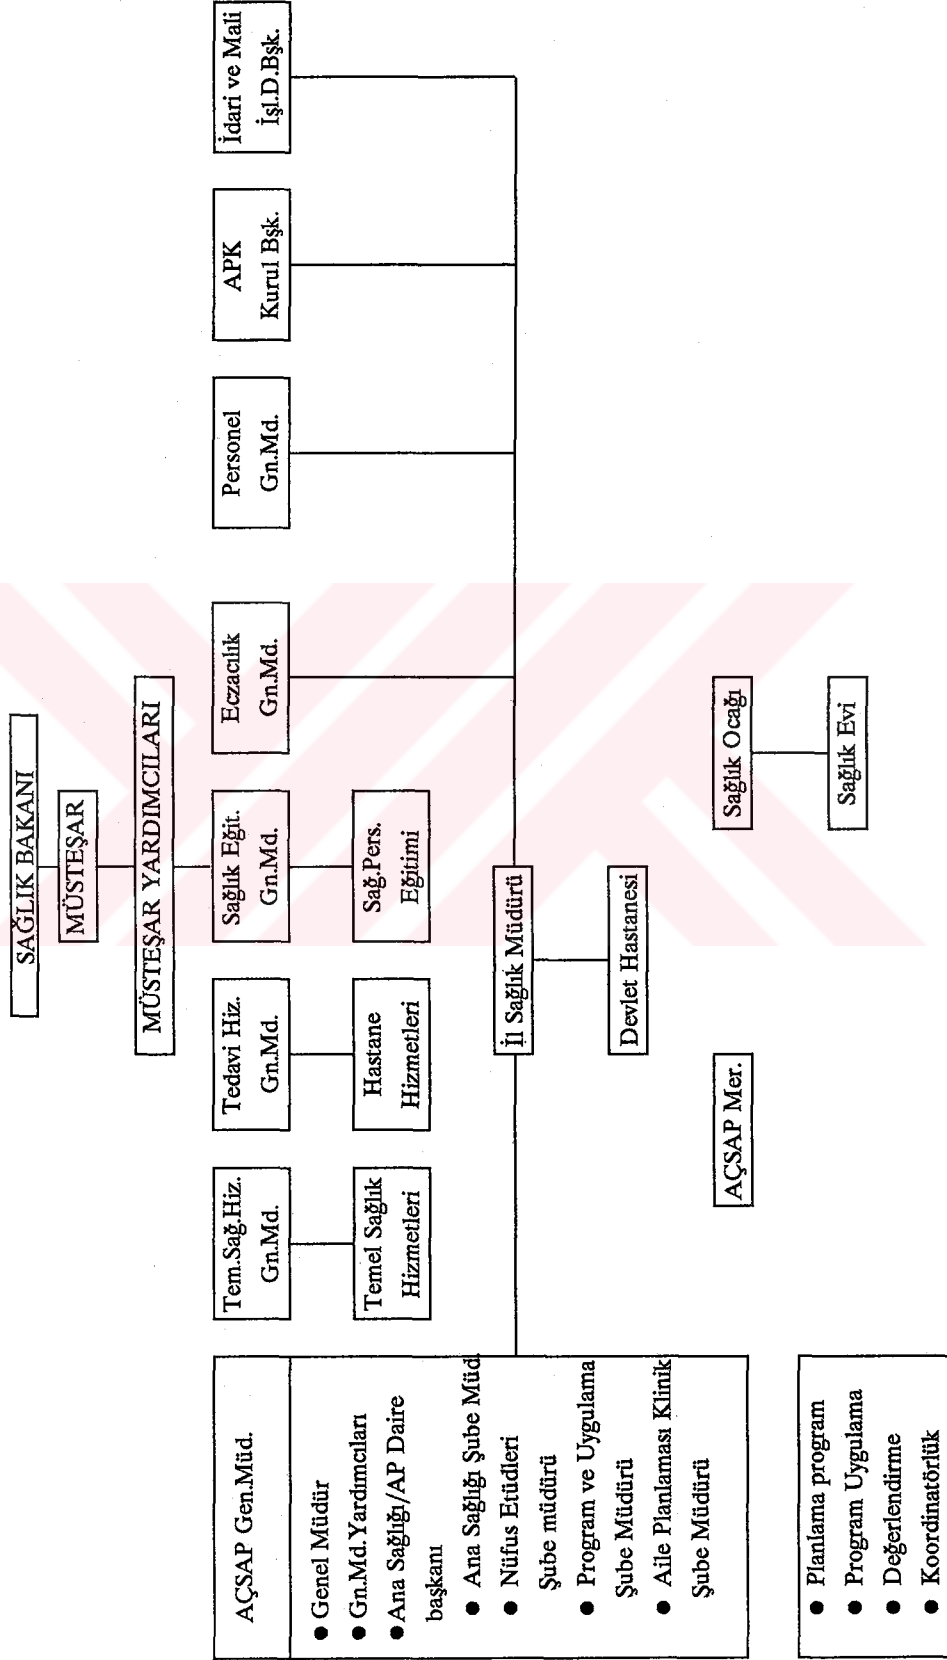 SAĞLIK BAKANI
MÜSTEŞAR
MÜSTEŞAR YARDIMCILARI
AÇSAP Gen.Müd.
● Genel Müdür
● Gn.Md.Yardımcıları
● Ana Sağlığı/AP Daire
başkanı
● Ana Sağlığı Şube Müd.
● Nüfus Etüdleri
Şube müdürü
● Program ve Uygulama
Şube Müdürü
● Aile Planlaması Klinik
Şube Müdürü
Tem.Sağ.Hiz.
Gn.Md.
Tedavi Hiz.
Gn.Md.
Sağlık Eğit.
Gn.Md.
Eczacılık
Gn.Md.
Personel
Gn.Md.
APK
Kurul Bşk.
İdari ve Mali
İşl.D.Bşk.
Temel Sağlık
Hizmetleri
Hastane
Hizmetleri
Sağ.Pers.
Eğitimi
İl Sağlık Müdürü
Devlet Hastanesi
AÇSAP Mer.
Sağlık Ocağı
Sağlık Evi
● Planlama program
● Program Uygulama
● Değerlendirme
● Koordinatörlük